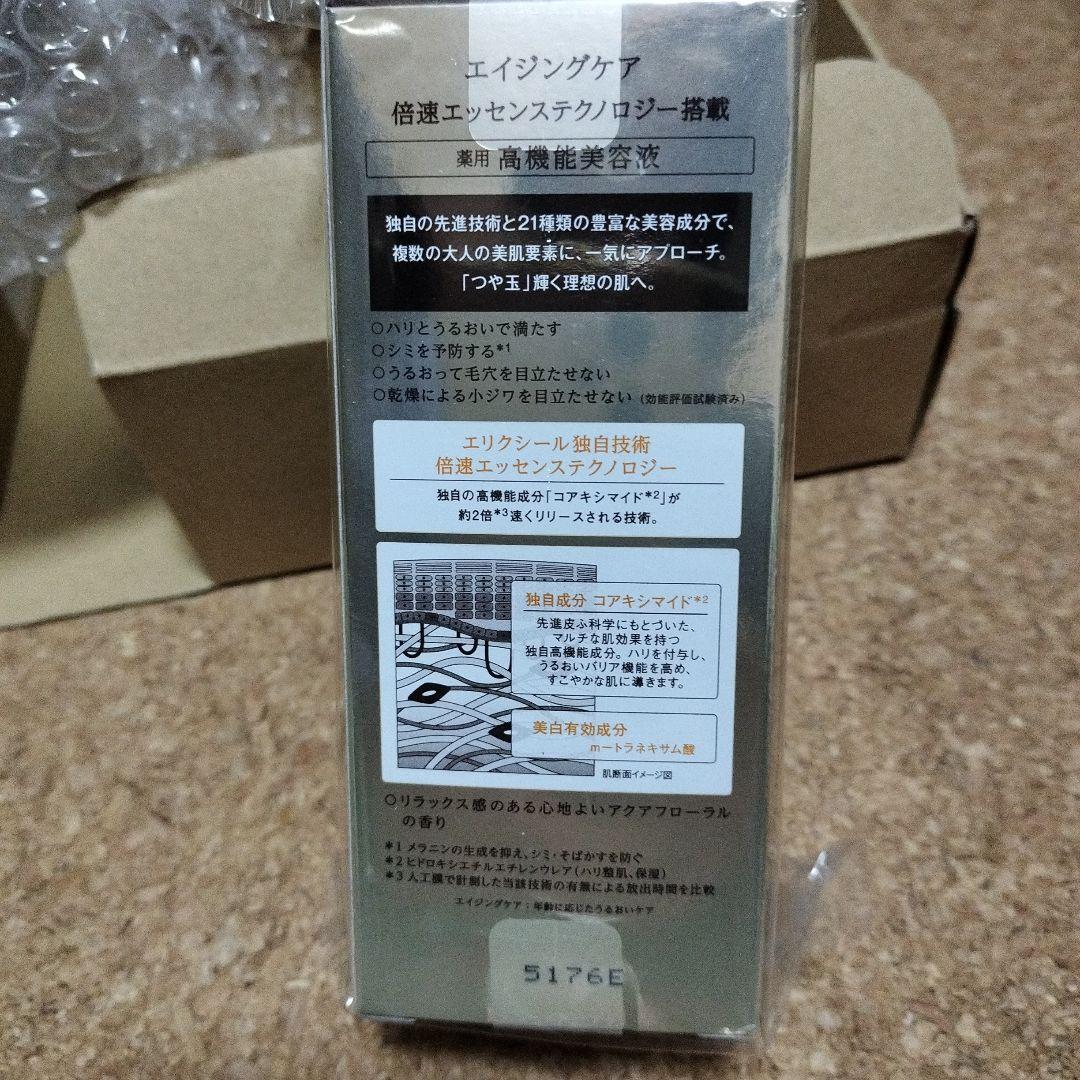 エイジングケア
倍速エッセンステクノロジー搭載
薬用 高機能美容液
独自の先進技術と21種類の豊富な美容成分で、
複数の大人の美肌要素に、一気にアプローチ。
「つや玉」輝く理想の肌へ。
○ハリとうるおいで満たす
○シミを予防する*1
○うるおって毛穴を目立たせない
○乾燥による小ジワを目立たせない（効能評価試験済み）
エリクシール独自技術
倍速エッセンステクノロジー
独自の高機能成分「コアキシマイド*2」が
約2倍*3速くリリースされる技術。
独自成分 コアキシマイド*2
先進皮ふ科学にもとづいた、
マルチな肌効果を持つ
独自高機能成分。ハリを付与し、
うるおいバリア機能を高め、
すこやかな肌に導きます。
美白有効成分
m－トラネキサム酸
肌断面イメージ図
○リラックス感のある心地よいアクアフローラル
の香り
*1 メラニンの生成を抑え、シミ・そばかすを防ぐ
*2 ヒドロキシエチルエチレンウレア（ハリ整肌、保湿）
*3 人工膜で計測した当該技術の有無による放出時間を比較
エイジングケア：年齢に応じたうるおいケア
5176E